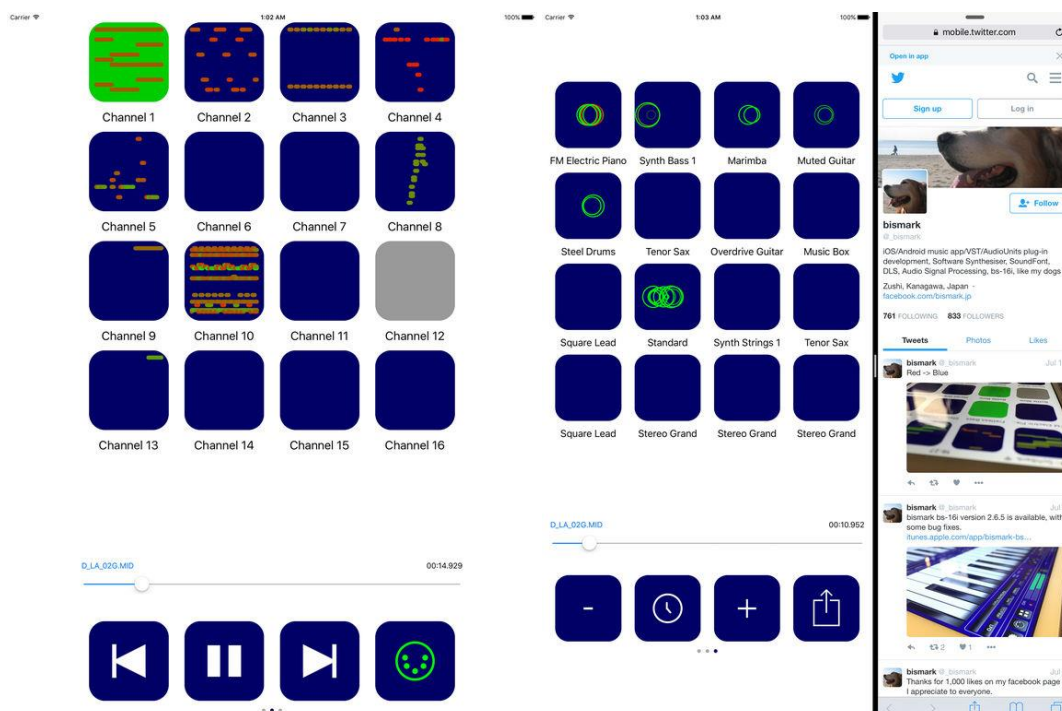 Carrier
1:02 AM
100%
Channel 1
Channel 2
Channel 3
Channel 4
Channel 5
Channel 6
Channel 7
Channel 8
Channel 9
Channel 10
Channel 11
Channel 12
Channel 13
Channel 14
Channel 15
Channel 16
D_LA_02G.MID
00:14.929
Carrier
1:03 AM
100%
FM Electric Piano
Synth Bass 1
Marimba
Muted Guitar
Steel Drums
Tenor Sax
Overdrive Guitar
Music Box
Square Lead
Standard
Synth Strings 1
Tenor Sax
Square Lead
Stereo Grand
Stereo Grand
Stereo Grand
D_LA_02G.MID
00:10.952
-
+
mobile.twitter.com
Open in app
Sign up
Log in
Follow
bismark
@_bismark
iOS/Android music app/VST/AudioUnits plug-in
development, Software Synthesiser, SoundFont,
DLS, Audio Signal Processing, bs-16i, like my dogs
Zushi, Kanagawa, Japan -
facebook.com/bismark.jp
761 FOLLOWING 833 FOLLOWERS
Tweets
Photos
Likes
bismark @_bismark Jul 1
Red -> Blue
bismark @_bismark Jul
bismark bs-16i version 2.6.5 is available, with
some bug fixes.
itunes.apple.com/app/bismark-bs...
2
1
bismark @_bismark Jul
Thanks for 1,000 likes on my facebook page
I appreciate to everyone.